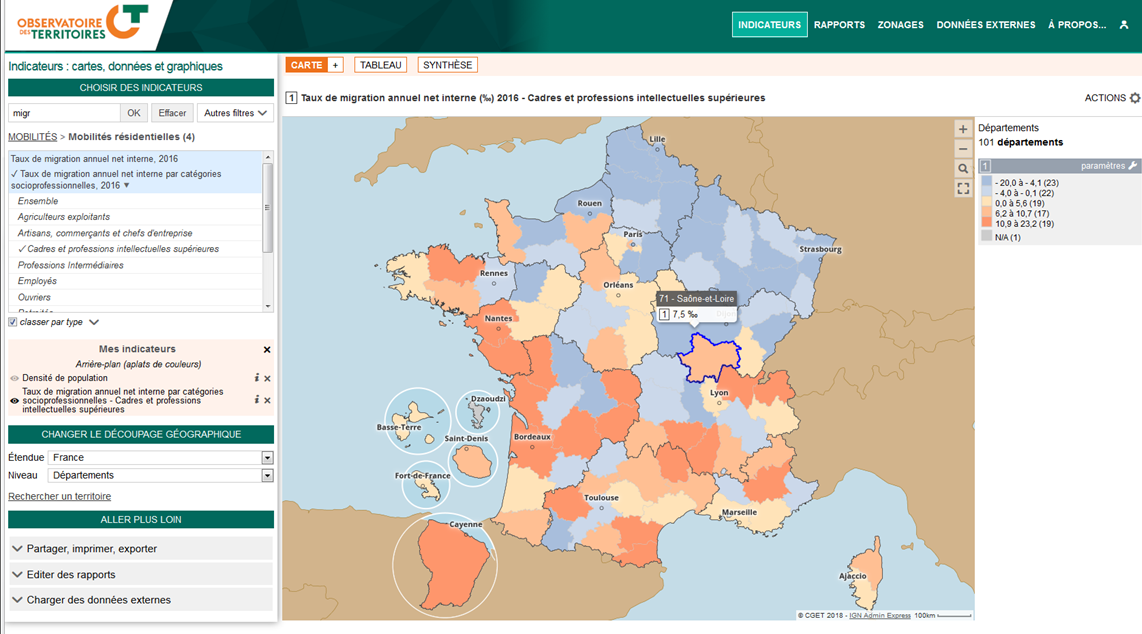 OBSERVATOIRE
DES TERRITOIRES
INDICATEURS
RAPPORTS
ZONAGES
DONNÉES EXTERNES
À PROPOS...
Indicateurs : cartes, données et graphiques
CHOISIR DES INDICATEURS
migr
OK
Effacer
Autres filtres
MOBILITÉS > Mobilités résidentielles (4)
Taux de migration annuel net interne, 2016
✓ Taux de migration annuel net interne par catégories
socioprofessionnelles, 2016 ▼
Ensemble
Agriculteurs exploitants
Artisans, commerçants et chefs d'entreprise
✓ Cadres et professions intellectuelles supérieures
Professions Intermédiaires
Employés
Ouvriers
classer par type
Mes indicateurs
Arrière-plan (aplats de couleurs)
Densité de population
Taux de migration annuel net interne par catégories
socioprofessionnelles - Cadres et professions
intellectuelles supérieures
CHANGER LE DÉCOUPAGE GÉOGRAPHIQUE
Étendue France
Niveau Départements
Rechercher un territoire
ALLER PLUS LOIN
Partager, imprimer, exporter
Editer des rapports
Charger des données externes
CARTE +
TABLEAU
SYNTHÈSE
1 Taux de migration annuel net interne (‰) 2016 - Cadres et professions intellectuelles supérieures
ACTIONS
Lille
Rouen
Paris
Strasbourg
Rennes
Orléans
71 - Saône-et-Loire
1 7,5 ‰
Nantes
Lyon
Dzaoudzi
Basse-Terre
Saint-Denis
Bordeaux
Fort-de-France
Toulouse
Marseille
Cayenne
Ajaccio
© CGET 2018 - IGN Admin Express 100km
Départements
101 départements
1 paramètres
- 20,0 à - 4,1 (23)
- 4,0 à - 0,1 (22)
0,0 à 5,6 (19)
6,2 à 10,7 (17)
10,9 à 23,2 (19)
N/A (1)